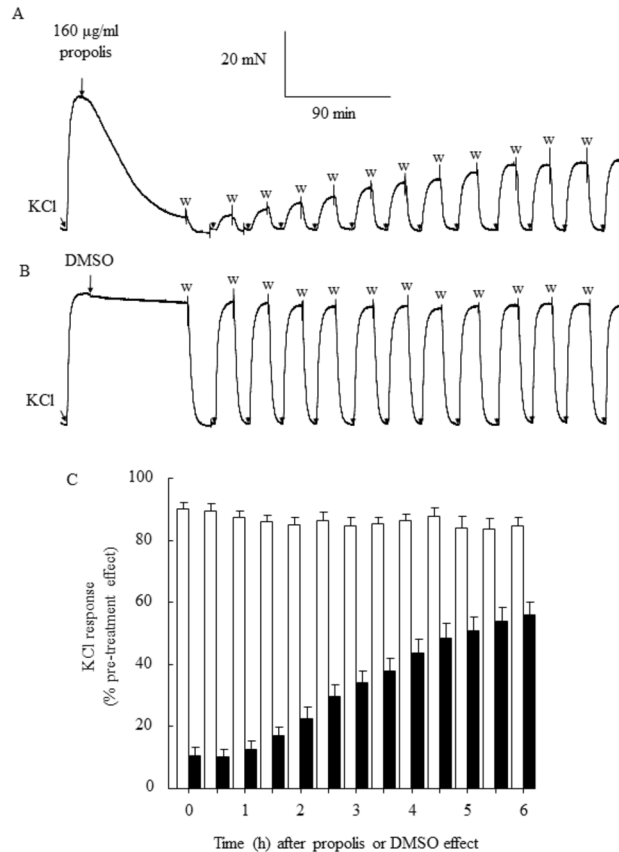 A
160 µg/ml
propolis
20 mN
90 min
KCl
w w w w w w w w w w w w
B
DMSO
KCl
w w w w w w w w w w w w
C
KCl response
(% pre-treatment effect)
100
80
60
40
20
0
0 1 2 3 4 5 6
Time (h) after propolis or DMSO effect